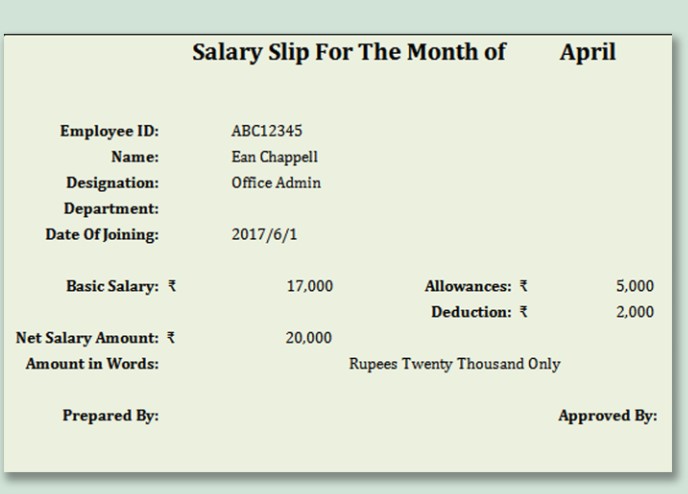 Salary Slip For The Month of April
Employee ID: ABC12345
Name: Ean Chappell
Designation: Office Admin
Department:
Date Of Joining: 2017/6/1
Basic Salary: ₹ 17,000 Allowances: ₹ 5,000
Deduction: ₹ 2,000
Net Salary Amount: ₹ 20,000
Amount in Words: Rupees Twenty Thousand Only
Prepared By: Approved By: